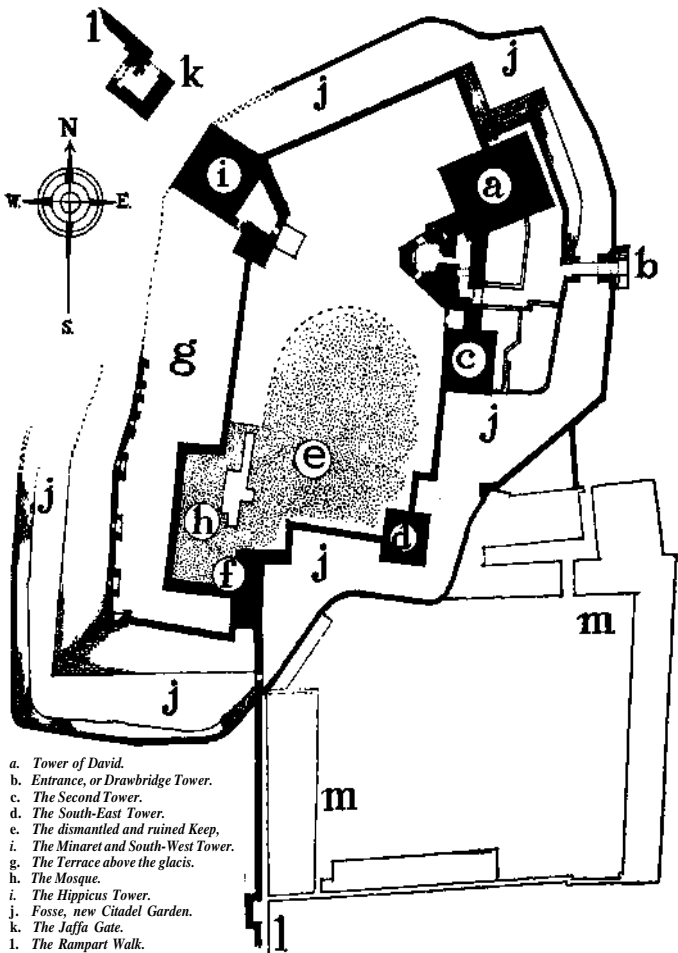 l
k
j
j
N
i
a
W.
E.
b
S.
g
c
j
e
j
h
d
f
j
m
j
m
l
a. Tower of David.
b. Entrance, or Drawbridge Tower.
c. The Second Tower.
d. The South-East Tower.
e. The dismantled and ruined Keep,
i. The Minaret and South-West Tower.
g. The Terrace above the glacis.
h. The Mosque.
i. The Hippicus Tower.
j. Fosse, new Citadel Garden.
k. The Jaffa Gate.
1. The Rampart Walk.